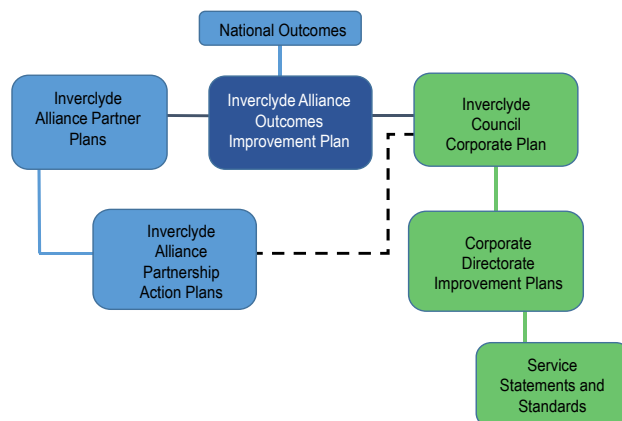 National Outcomes
Inverclyde
Alliance Partner
Plans
Inverclyde Alliance
Outcomes
Improvement Plan
Inverclyde
Council
Corporate Plan
Inverclyde
Alliance
Partnership
Action Plans
Corporate
Directorate
Improvement Plans
Service
Statements and
Standards